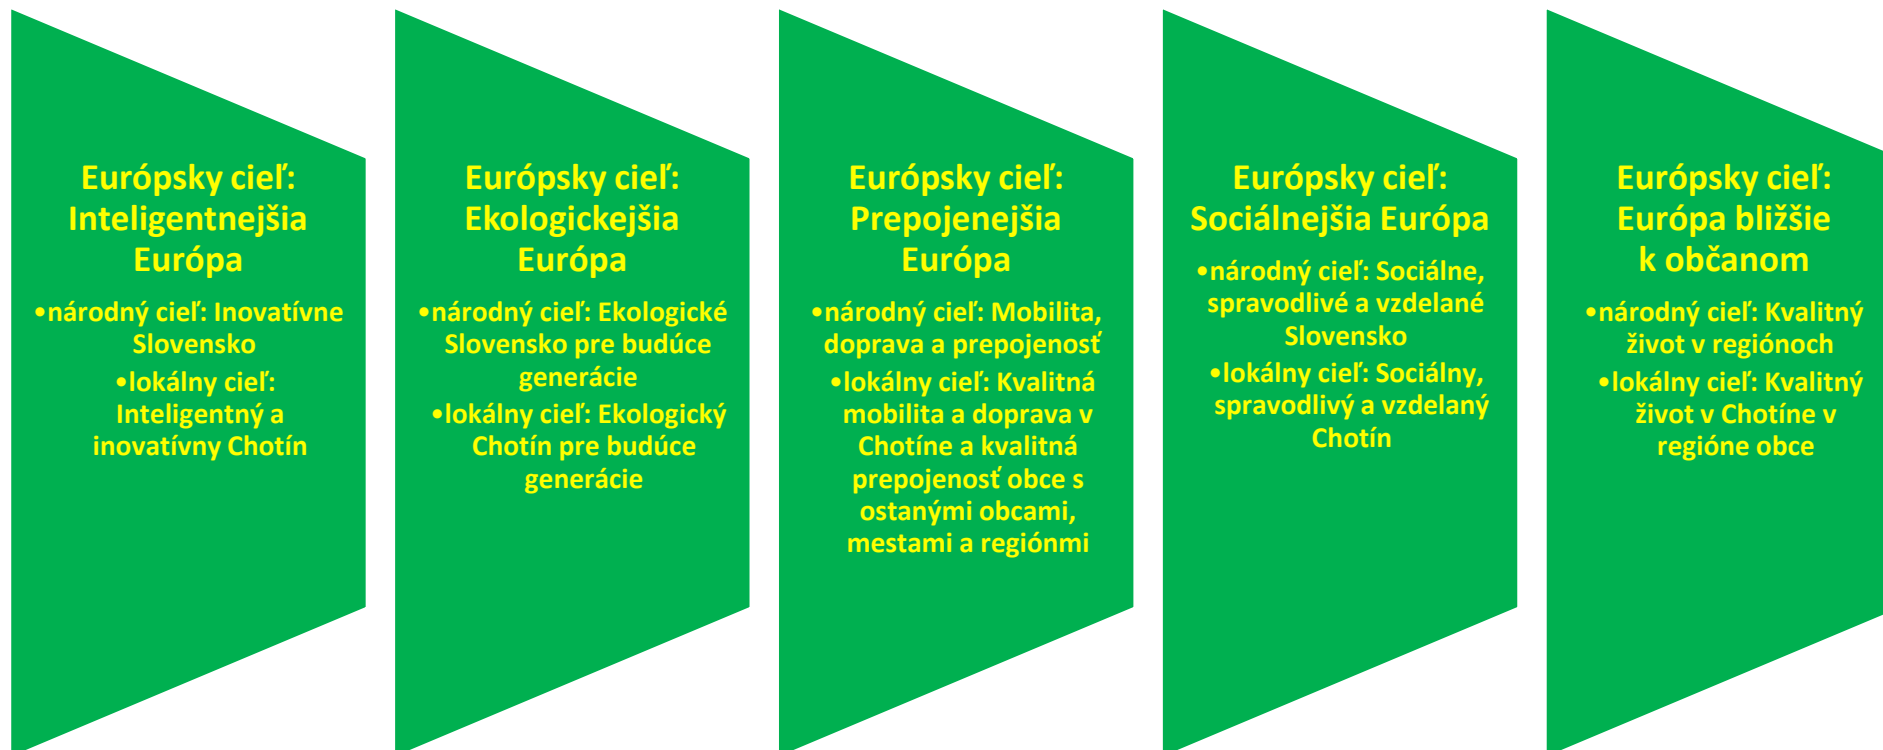 Európsky cieľ:
Inteligentnejšia
Európa
•národný cieľ: Inovatívne
Slovensko
•lokálny cieľ:
Inteligentný a
inovatívny Chotín
Európsky cieľ:
Ekologickejšia
Európa
•národný cieľ: Ekologické
Slovensko pre budúce
generácie
•lokálny cieľ: Ekologický
Chotín pre budúce
generácie
Európsky cieľ:
Prepojenejšia
Európa
•národný cieľ: Mobilita,
doprava a prepojenosť
•lokálny cieľ: Kvalitná
mobilita a doprava v
Chotíne a kvalitná
prepojenosť obce s
ostanými obcami,
mestami a regiónmi
Európsky cieľ:
Sociálnejšia Európa
•národný cieľ: Sociálne,
spravodlivé a vzdelané
Slovensko
•lokálny cieľ: Sociálny,
spravodlivý a vzdelaný
Chotín
Európsky cieľ:
Európa bližšie
k občanom
•národný cieľ: Kvalitný
život v regiónoch
•lokálny cieľ: Kvalitný
život v Chotíne v
regióne obce